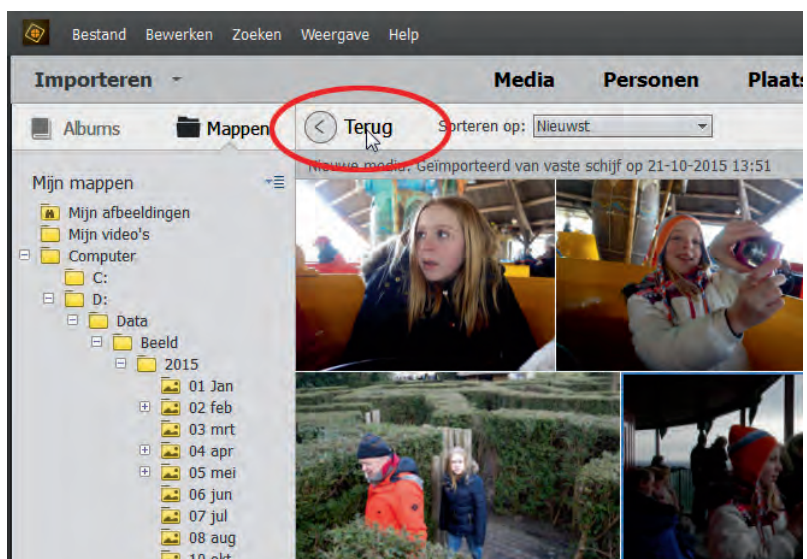 Bestand Bewerken Zoeken Weergave Help
Importeren Media Personen Plaats
Albums Mappen Terug Sorteren op: Nieuwst
Nieuwe media: Geïmporteerd van vaste schijf op 21-10-2015 13:51
Mijn mappen
Mijn afbeeldingen
Mijn video's
Computer
C:
D:
Data
Beeld
2015
01 Jan
02 feb
03 mrt
04 apr
05 mei
06 jun
07 jul
08 aug
10 okt